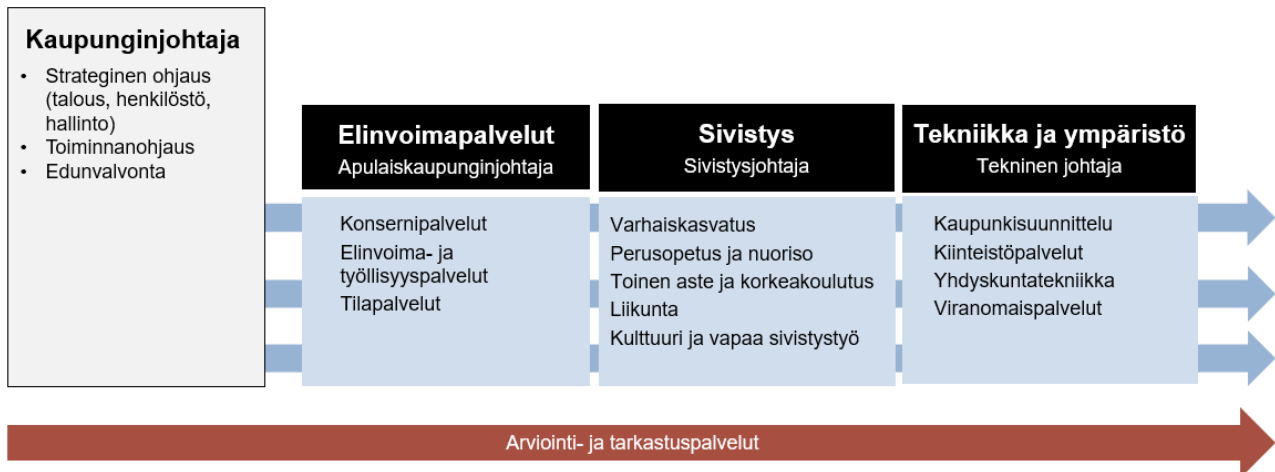 Kaupunginjohtaja
• Strateginen ohjaus
(talous, henkilöstö,
hallinto)
• Toiminnanohjaus
• Edunvalvonta
Elinvoimapalvelut
Apulaiskaupunginjohtaja
Konsernipalvelut
Elinvoima- ja
työllisyyspalvelut
Tilapalvelut
Sivistys
Sivistysjohtaja
Varhaiskasvatus
Perusopetus ja nuoriso
Toinen aste ja korkeakoulutus
Liikunta
Kulttuuri ja vapaa sivistystyö
Tekniikka ja ympäristö
Tekninen johtaja
Kaupunkisuunnittelu
Kiinteistöpalvelut
Yhdyskuntatekniikka
Viranomaispalvelut
Arviointi- ja tarkastuspalvelut